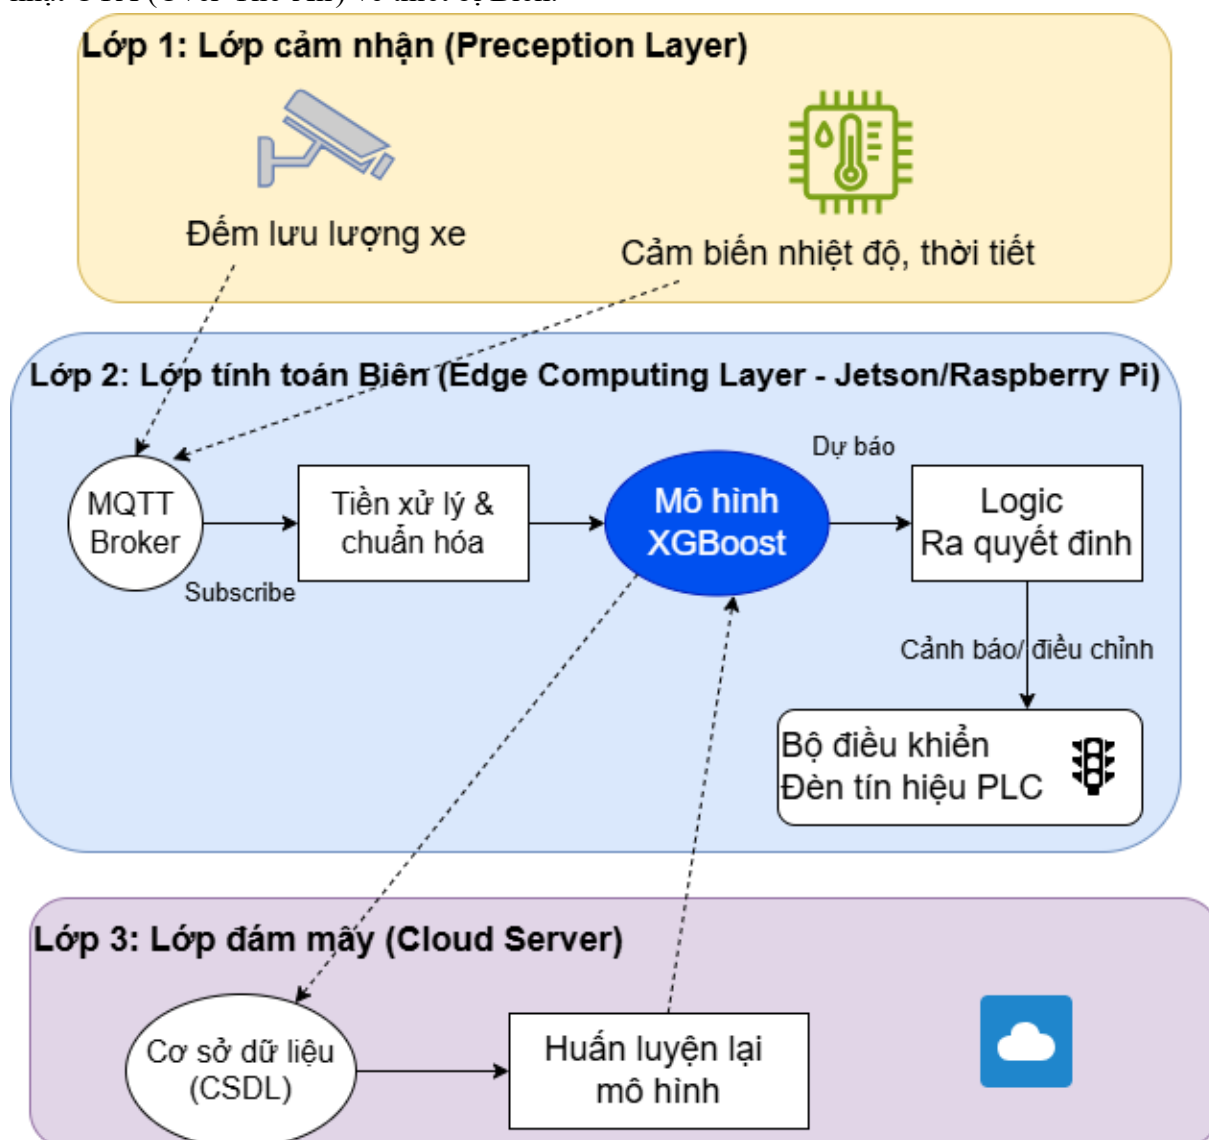 Lớp 1: Lớp cảm nhận (Preception Layer)
Đếm lưu lượng xe
Cảm biến nhiệt độ, thời tiết
Lớp 2: Lớp tính toán Biên (Edge Computing Layer - Jetson/Raspberry Pi)
MQTT
Broker
Subscribe
Tiền xử lý &
chuẩn hóa
Mô hình
XGBoost
Dự báo
Logic
Ra quyết đinh
Cảnh báo/ điều chỉnh
Bộ điều khiển
Đèn tín hiệu PLC
Lớp 3: Lớp đám mây (Cloud Server)
Cơ sở dữ liệu
(CSDL)
Huấn luyện lại
mô hình